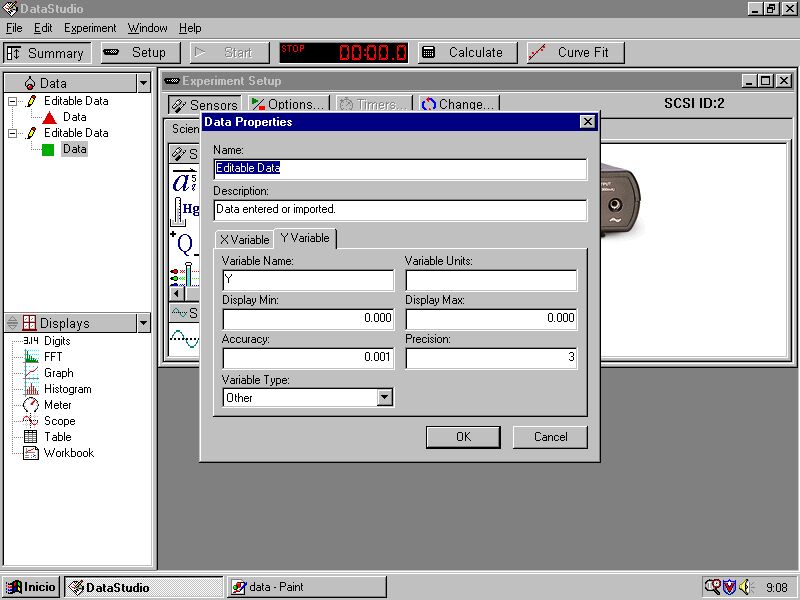 DataStudio
File Edit Experiment Window Help
Summary Setup Start STOP 00:00.0 Calculate Curve Fit
Data
Editable Data
Data
Editable Data
Data
Displays
3.14 Digits
FFT
Graph
Histogram
Meter
Scope
Table
Workbook
Experiment Setup
Sensors Options... Timers... Change... SCSI ID:2
Scien
S
a 5
Hg
+Q
S
Data Properties
Name:
Editable Data
Description:
Data entered or imported.
X Variable Y Variable
Variable Name: Variable Units:
Y
Display Min: Display Max:
0.000 0.000
Accuracy: Precision:
0.001 3
Variable Type:
Other
OK Cancel
Inicio DataStudio data - Paint 9:08